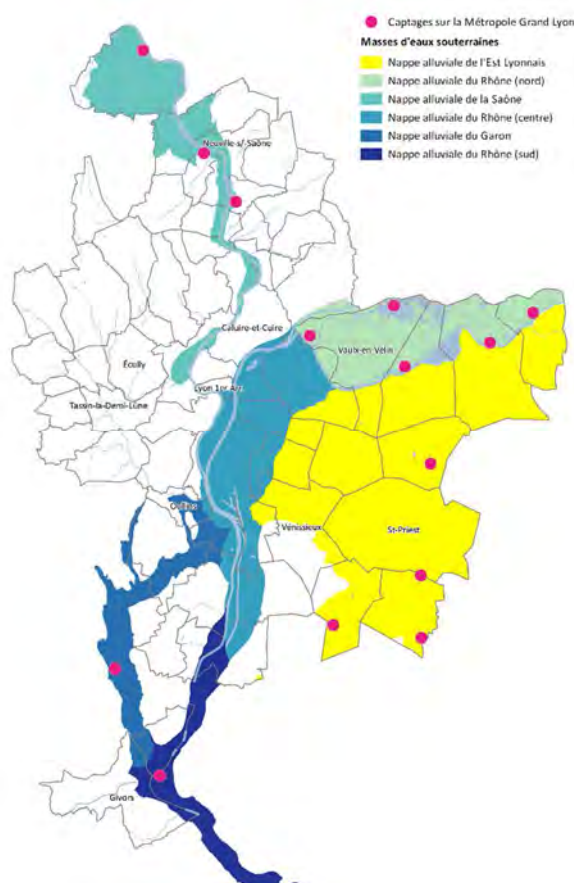 Captages sur la Métropole Grand Lyon
Masses d'eaux souterraines
Nappe alluviale de l'Est Lyonnais
Nappe alluviale du Rhône (nord)
Nappe alluviale de la Saône
Nappe alluviale du Rhône (centre)
Nappe alluviale du Garon
Nappe alluviale du Rhône (sud)
Neuville-s/-Saône
Caluire-et-Cuire
Vaulx-en-Velin
Écully
Lyon 1er Arr.
Tassin-la-Demi-Lune
Oullins
Vénissieux
St-Priest
Givors